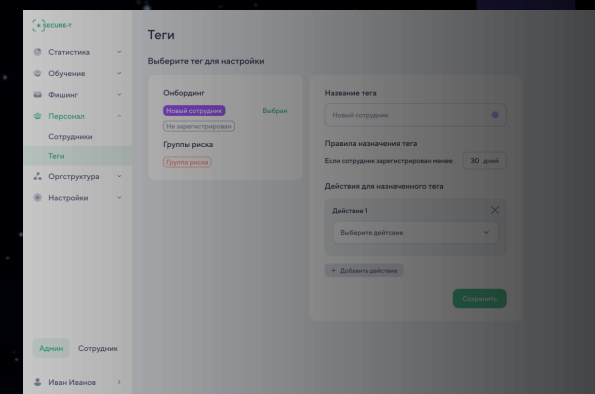 SECURE-T
Статистика
Обучение
Фишинг
Персонал
Сотрудники
Теги
Оргструктура
Настройки
Админ Сотрудник
Иван Иванов
Теги
Выберите тег для настройки
Онбординг
Новый сотрудник Выбран
Не зарегистрирован
Группы риска
Группа риска
Название тега
Новый сотрудник
Правила назначения тега
Если сотрудник зарегистрирован менее 30 дней
Действия для назначенного тега
Действие 1
Выберите действие
+ Добавить действие
Сохранить